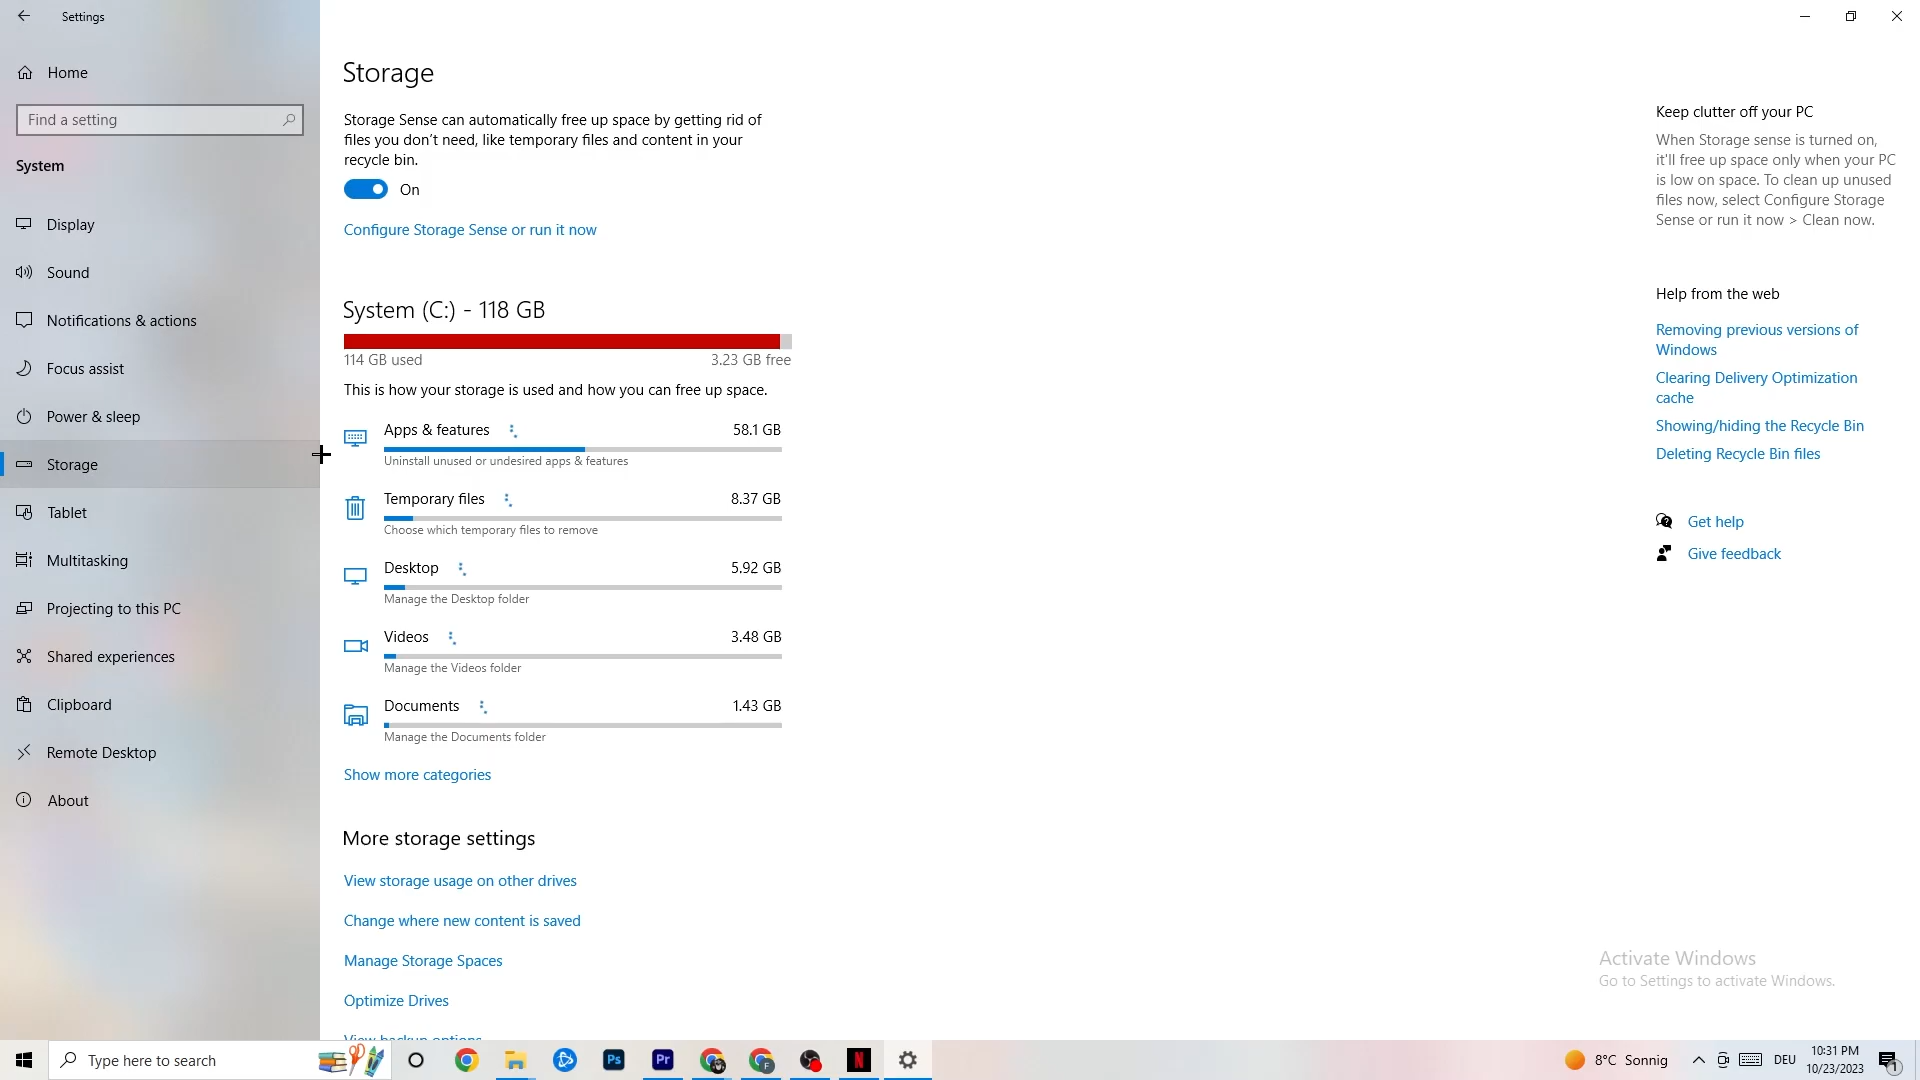 Settings
Home
Find a setting
System
Display
Sound
Notifications & actions
Focus assist
Power & sleep
Storage
Tablet
Multitasking
Projecting to this PC
Shared experiences
Clipboard
Remote Desktop
About
Storage
Storage Sense can automatically free up space by getting rid of
files you don't need, like temporary files and content in your
recycle bin.
On
Configure Storage Sense or run it now
System (C:) - 118 GB
114 GB used 3.23 GB free
This is how your storage is used and how you can free up space.
Apps & features 58.1 GB
Uninstall unused or undesired apps & features
Temporary files 8.37 GB
Choose which temporary files to remove
Desktop 5.92 GB
Manage the Desktop folder
Videos 3.48 GB
Manage the Videos folder
Documents 1.43 GB
Manage the Documents folder
Show more categories
More storage settings
View storage usage on other drives
Change where new content is saved
Manage Storage Spaces
Optimize Drives
View backup options
Keep clutter off your PC
When Storage sense is turned on,
it'll free up space only when your PC
is low on space. To clean up unused
files now, select Configure Storage
Sense or run it now > Clean now.
Help from the web
Removing previous versions of
Windows
Clearing Delivery Optimization
cache
Showing/hiding the Recycle Bin
Deleting Recycle Bin files
Get help
Give feedback
Activate Windows
Go to Settings to activate Windows.
Type here to search
Ps
Pr
F
N
8°C Sonnig
DEU
10:31 PM
10/23/2023
1